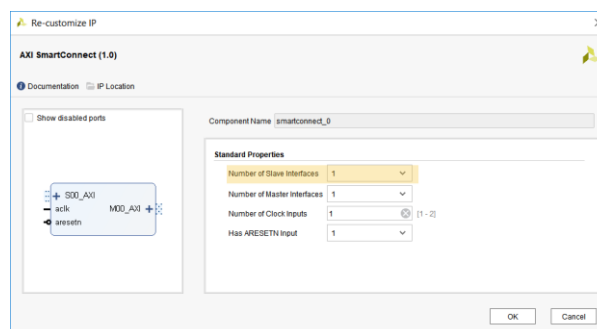 Re-customize IP
AXI SmartConnect (1.0)
Documentation IP Location
Show disabled ports
S00_AXI
aclk
aresetn
M00_AXI
Component Name smartconnect_0
Standard Properties
Number of Slave Interfaces 1
Number of Master Interfaces 1
Number of Clock Inputs 1 [1 - 2]
Has ARESETN Input 1
OK Cancel